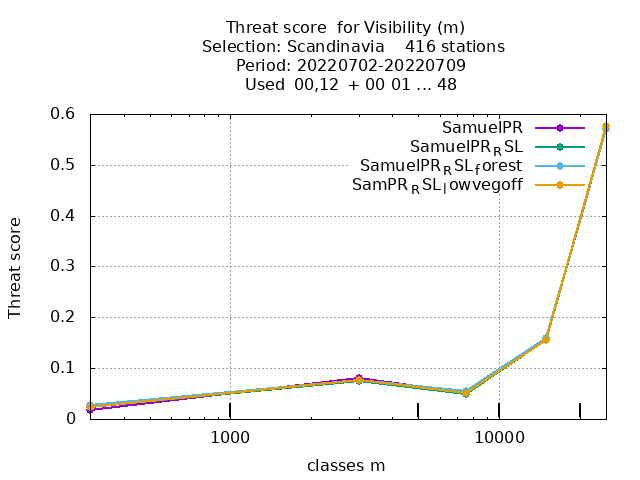 Threat score  for Visibility (m)
Selection: Scandinavia    416 stations
Period: 20220702-20220709
Used  00,12  + 00 01 ... 48
SamuelPR
SamuelPR_RSL
SamuelPR_RSL_forest
SamPR_RSL_lowvegoff
0.6
0.5
0.4
0.3
0.2
0.1
0
Threat score
1000
10000
classes m